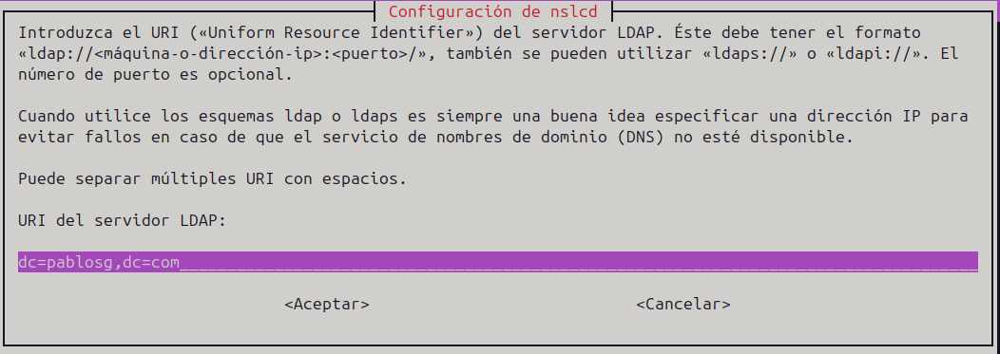 Configuración de nslcd
Introduzca el URI («Uniform Resource Identifier») del servidor LDAP. Éste debe tener el formato
«ldap://<máquina-o-dirección-ip>:<puerto>/», también se pueden utilizar «ldaps://» o «ldapi://». El
número de puerto es opcional.
Cuando utilice los esquemas ldap o ldaps es siempre una buena idea especificar una dirección IP para
evitar fallos en caso de que el servicio de nombres de dominio (DNS) no esté disponible.
Puede separar múltiples URI con espacios.
URI del servidor LDAP:
dc=pablosg,dc=com
<Aceptar> <Cancelar>